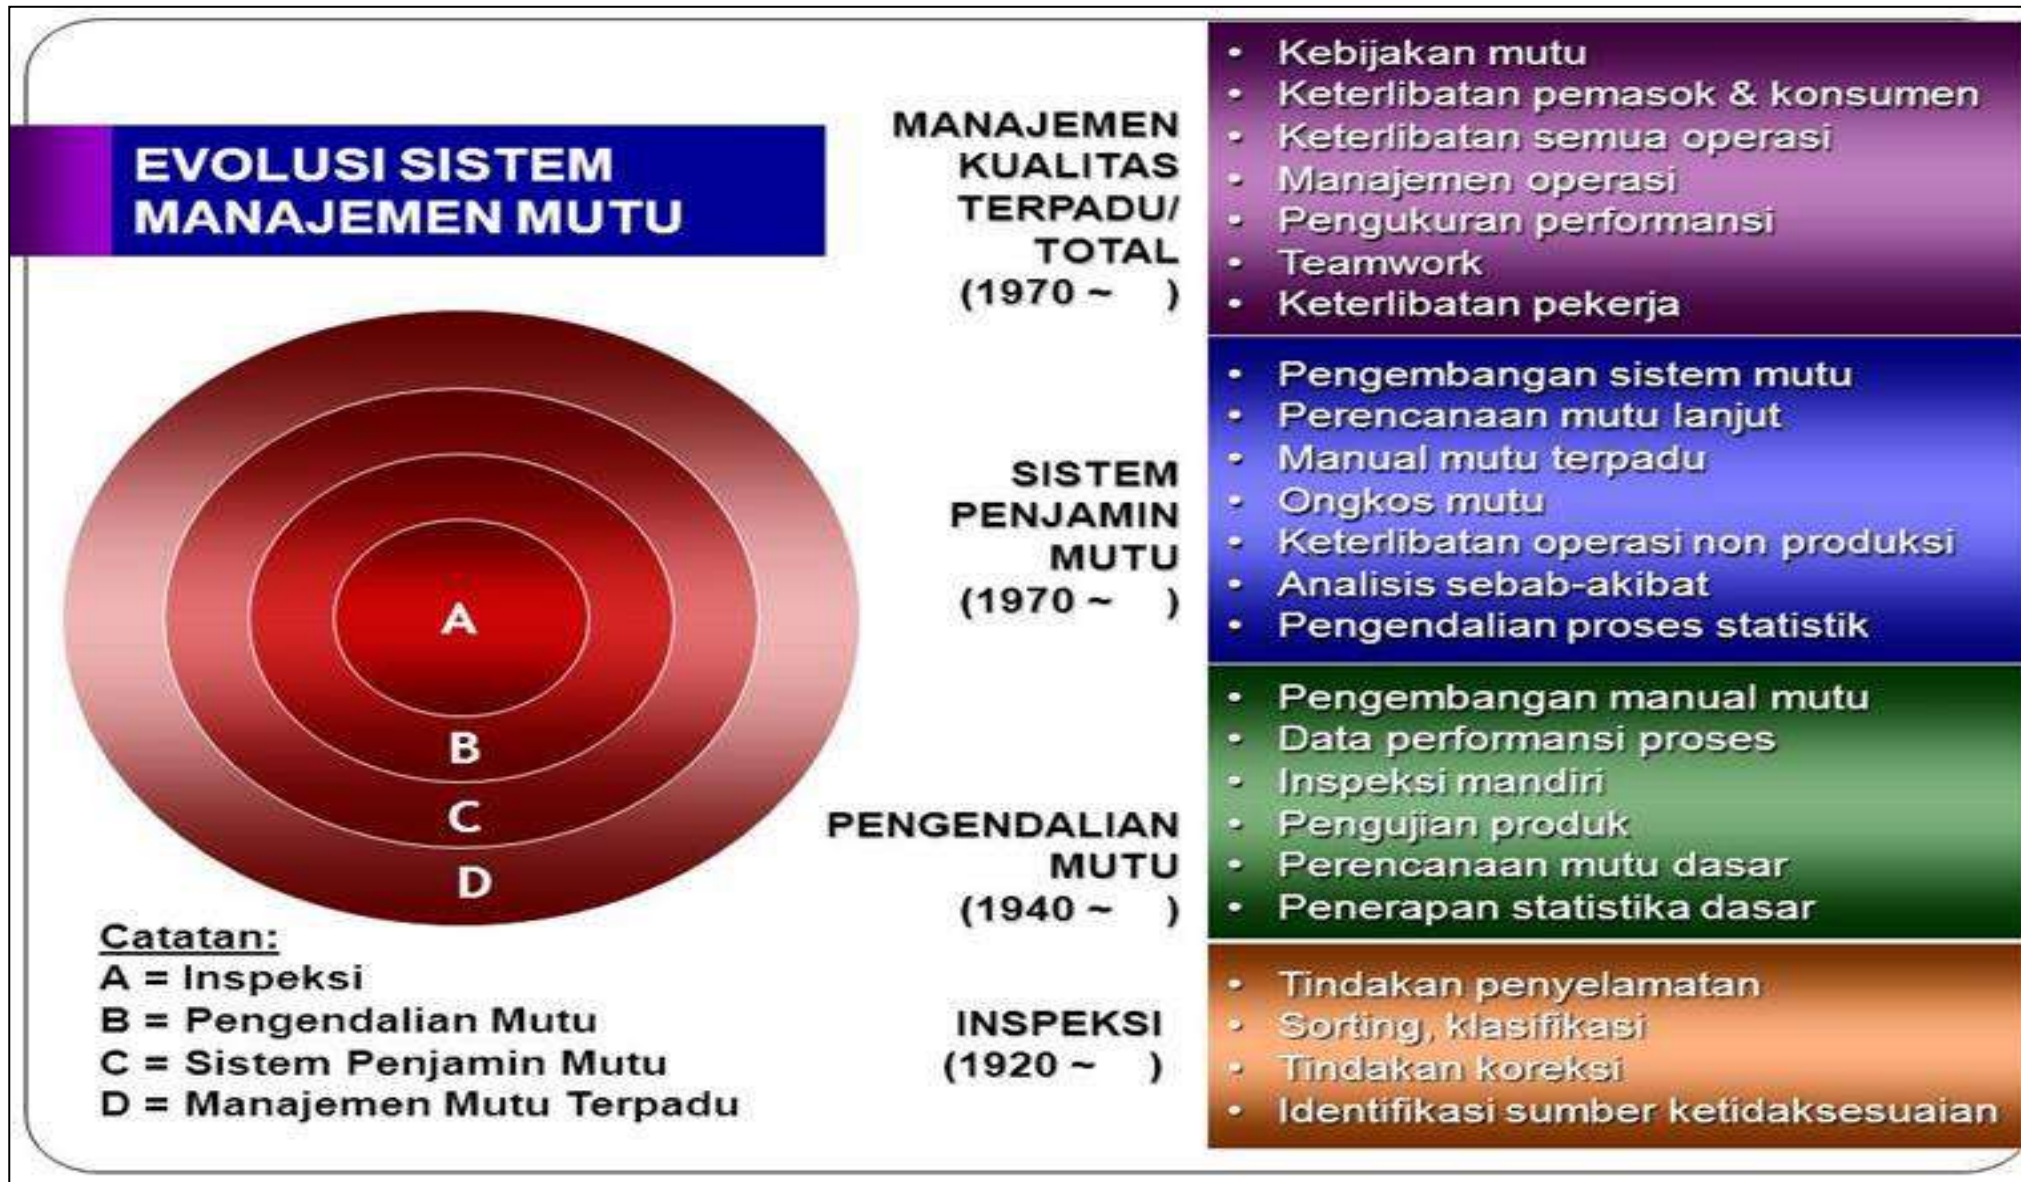 EVOLUSI SISTEM
MANAJEMEN MUTU
A
B
C
D
Catatan:
A = Inspeksi
B = Pengendalian Mutu
C = Sistem Penjamin Mutu
D = Manajemen Mutu Terpadu
MANAJEMEN
KUALITAS
TERPADU/
TOTAL
(1970 ~ )
• Kebijakan mutu
• Keterlibatan pemasok & konsumen
• Keterlibatan semua operasi
• Manajemen operasi
• Pengukuran performansi
• Teamwork
• Keterlibatan pekerja
SISTEM
PENJAMIN
MUTU
(1970 ~ )
• Pengembangan sistem mutu
• Perencanaan mutu lanjut
• Manual mutu terpadu
• Ongkos mutu
• Keterlibatan operasi non produksi
• Analisis sebab-akibat
• Pengendalian proses statistik
PENGENDALIAN
MUTU
(1940 ~ )
• Pengembangan manual mutu
• Data performansi proses
• Inspeksi mandiri
• Pengujian produk
• Perencanaan mutu dasar
• Penerapan statistika dasar
INSPEKSI
(1920 ~ )
• Tindakan penyelamatan
• Sorting, klasifikasi
• Tindakan koreksi
• Identifikasi sumber ketidaksesuaian